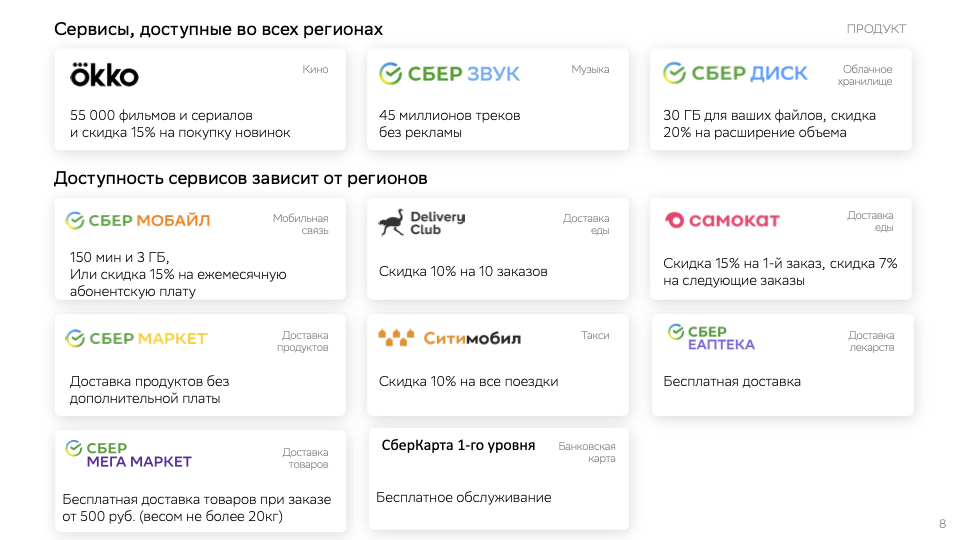 Сервисы, доступные во всех регионах
ПРОДУКТ
ökko
Кино
55 000 фильмов и сериалов
и скидка 15% на покупку новинок
СБЕР ЗВУК
Музыка
45 миллионов треков
без рекламы
СБЕР ДИСК
Облачное
хранилище
30 ГБ для ваших файлов, скидка
20% на расширение объема
Доступность сервисов зависит от регионов
СБЕР МОБАЙЛ
Мобильная
связь
150 мин и 3 ГБ,
Или скидка 15% на ежемесячную
абонентскую плату
Delivery
Club
Доставка
еды
Скидка 10% на 10 заказов
самокат
Доставка
еды
Скидка 15% на 1-й заказ, скидка 7%
на следующие заказы
СБЕР МАРКЕТ
Доставка
продуктов
Доставка продуктов без
дополнительной платы
Ситимобил
Такси
Скидка 10% на все поездки
СБЕР
ЕАПТЕКА
Доставка
лекарств
Бесплатная доставка
СБЕР
МЕГА МАРКЕТ
Доставка
товаров
Бесплатная доставка товаров при заказе
от 500 руб. (весом не более 20кг)
СберКарта 1-го уровня
Банковская
карта
Бесплатное обслуживание
8